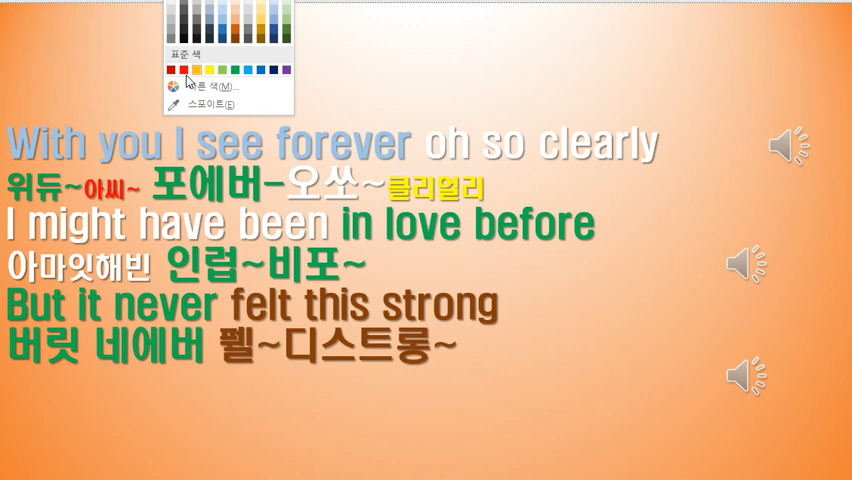 표준 색
다른 색(M)...
스포이트(E)
With you I see forever oh so clearly
위듀~아씨~ 포에버-오쏘~클리얼리
I might have been in love before
아마잇해빈 인럽~비포~
But it never felt this strong
버릿 네에버 펠~디스트롱~